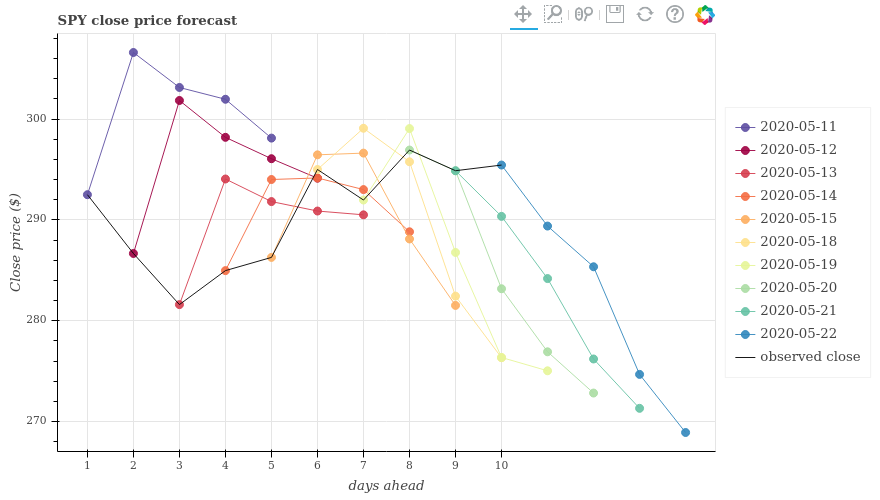 SPY close price forecast
300
290
280
270
Close price ($)
1 2 3 4 5 6 7 8 9 10
days ahead
2020-05-11
2020-05-12
2020-05-13
2020-05-14
2020-05-15
2020-05-18
2020-05-19
2020-05-20
2020-05-21
2020-05-22
observed close